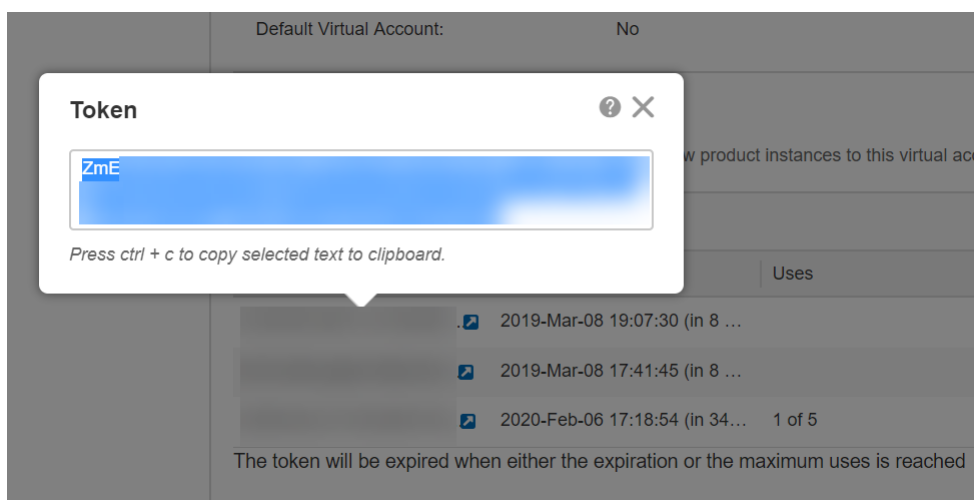 Default Virtual Account: No
Token
ZmE
w product instances to this virtual acc
Press ctrl + c to copy selected text to clipboard.
Uses
2019-Mar-08 19:07:30 (in 8 ...
2019-Mar-08 17:41:45 (in 8 ...
2020-Feb-06 17:18:54 (in 34... 1 of 5
The token will be expired when either the expiration or the maximum uses is reached